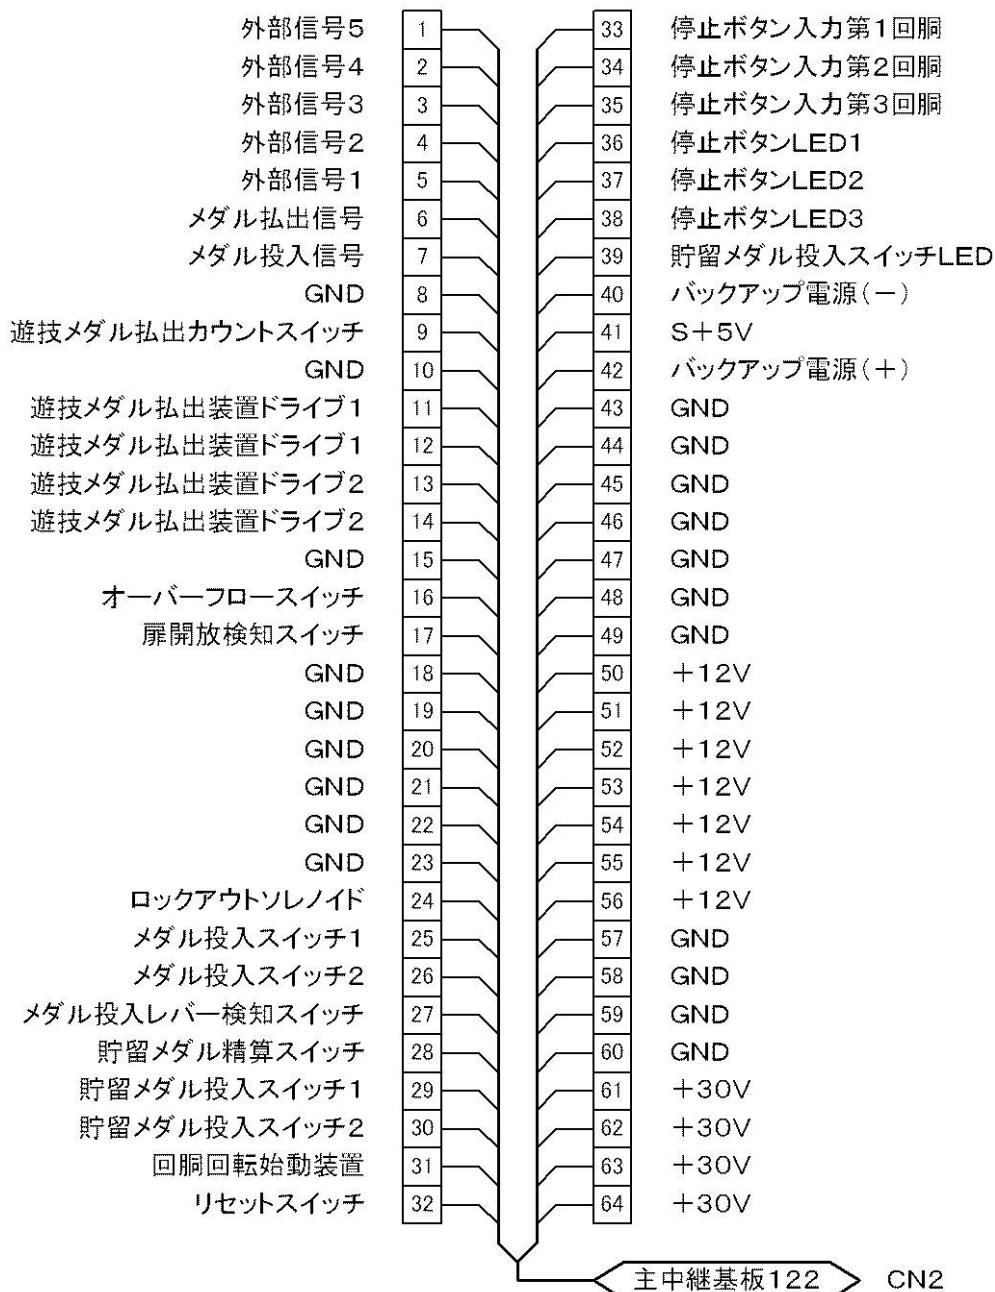 外部信号5 1 33 停止ボタン入力第1回胴
外部信号4 2 34 停止ボタン入力第2回胴
外部信号3 3 35 停止ボタン入力第3回胴
外部信号2 4 36 停止ボタンLED1
外部信号1 5 37 停止ボタンLED2
メダル払出信号 6 38 停止ボタンLED3
メダル投入信号 7 39 貯留メダル投入スイッチLED
GND 8 40 バックアップ電源(－)
遊技メダル払出カウントスイッチ 9 41 S＋5V
GND 10 42 バックアップ電源(＋)
遊技メダル払出装置ドライブ1 11 43 GND
遊技メダル払出装置ドライブ1 12 44 GND
遊技メダル払出装置ドライブ2 13 45 GND
遊技メダル払出装置ドライブ2 14 46 GND
GND 15 47 GND
オーバーフロースイッチ 16 48 GND
扉開放検知スイッチ 17 49 GND
GND 18 50 ＋12V
GND 19 51 ＋12V
GND 20 52 ＋12V
GND 21 53 ＋12V
GND 22 54 ＋12V
GND 23 55 ＋12V
ロックアウトソレノイド 24 56 ＋12V
メダル投入スイッチ1 25 57 GND
メダル投入スイッチ2 26 58 GND
メダル投入レバー検知スイッチ 27 59 GND
貯留メダル精算スイッチ 28 60 GND
貯留メダル投入スイッチ1 29 61 ＋30V
貯留メダル投入スイッチ2 30 62 ＋30V
回胴回転始動装置 31 63 ＋30V
リセットスイッチ 32 64 ＋30V
主中継基板122 CN2